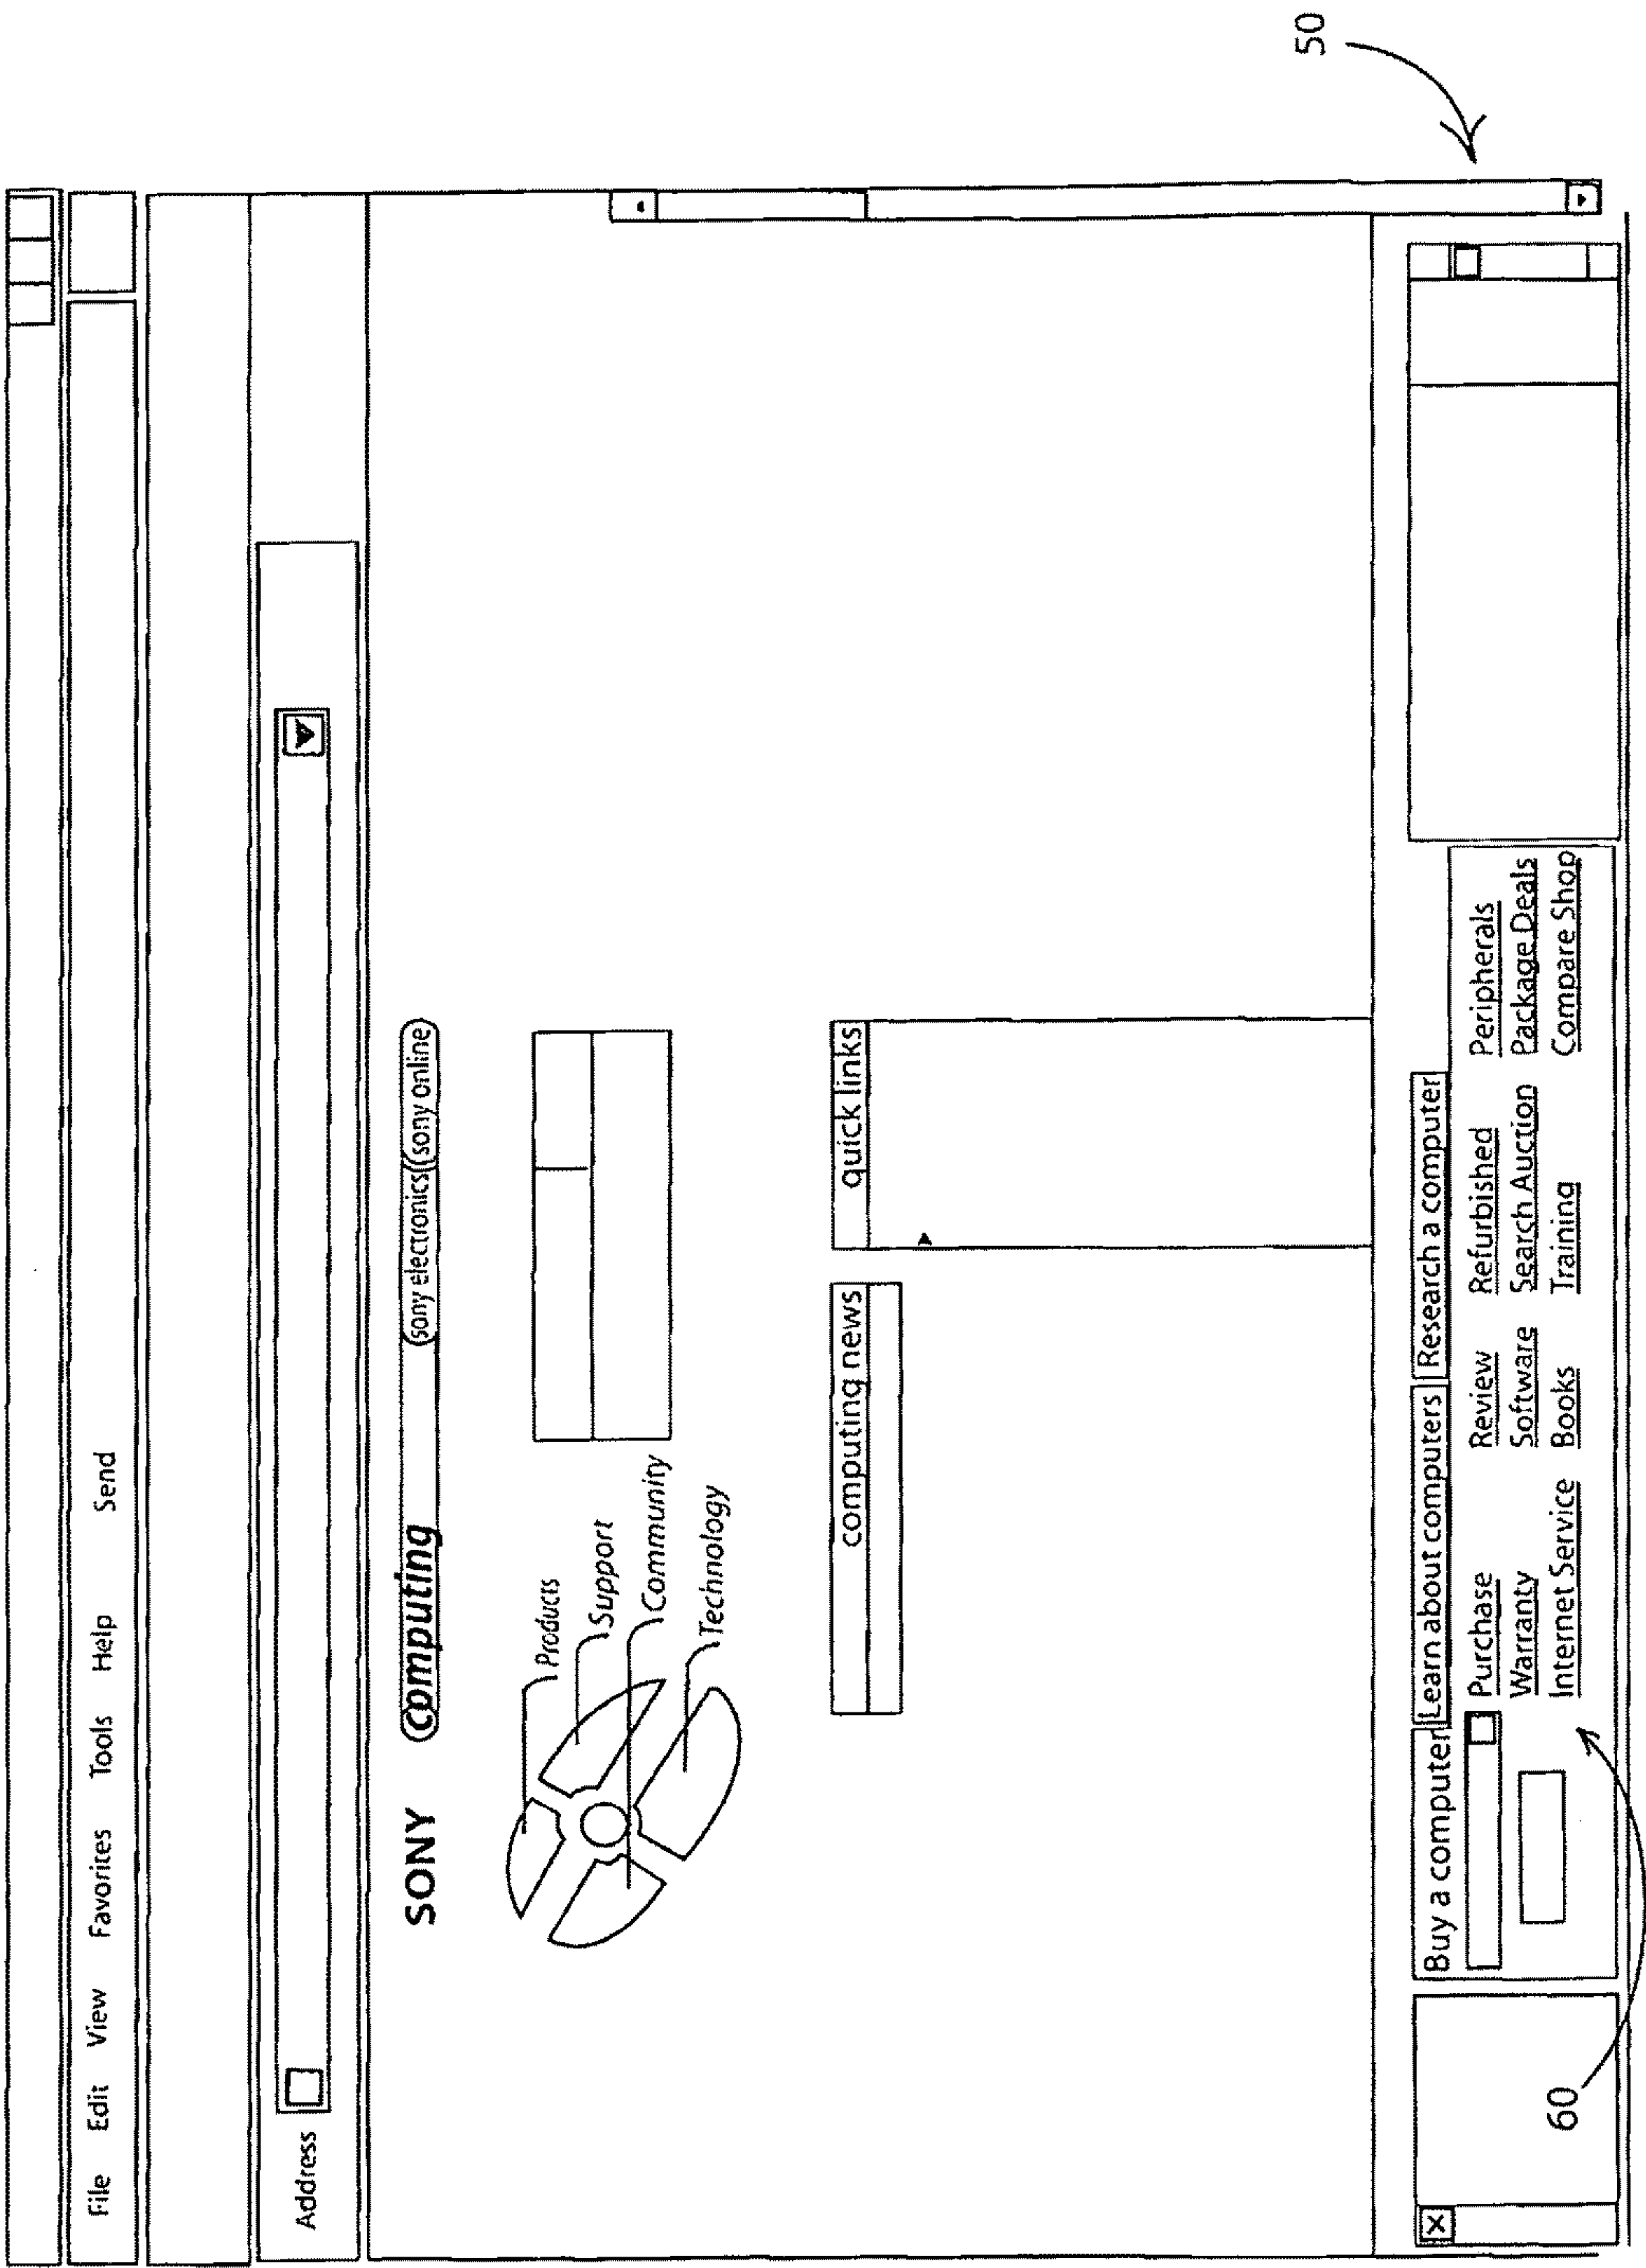 File Edit View Favorites Tools Help Send
Address
SONY computing sony electronics sony online
Products
Support
Community
Technology
computing news quick links
Buy a computer Learn about computers Research a computer
Purchase Review Refurbished Peripherals
Warranty Software Search Auction Package Deals
Internet Service Books Training Compare Shop
X
60
50